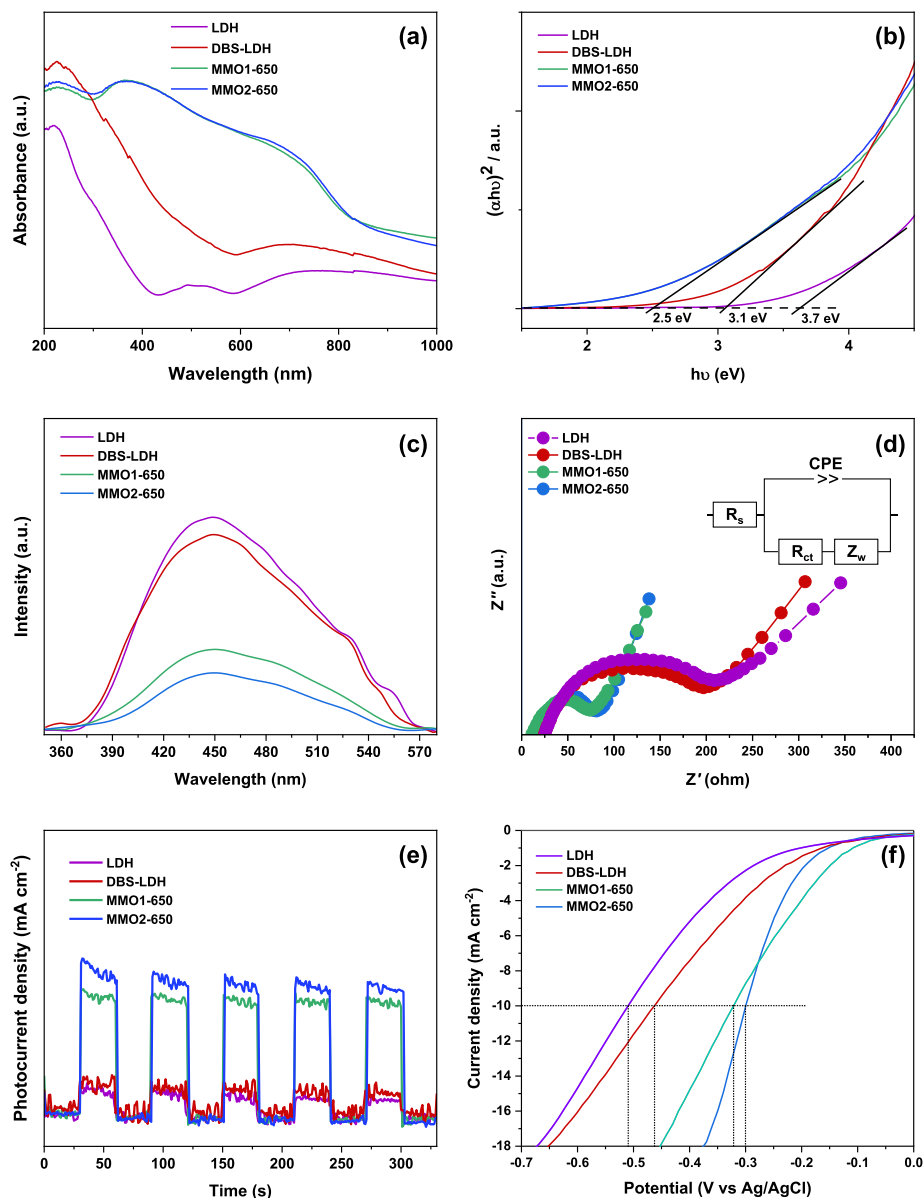 (a)
LDH
DBS-LDH
MMO1-650
MMO2-650
Absorbance (a.u.)
200 400 600 800 1000
Wavelength (nm)
(b)
LDH
DBS-LDH
MMO1-650
MMO2-650
(αhυ)² / a.u.
2.5 eV 3.1 eV 3.7 eV
2 3 4
hυ (eV)
(c)
LDH
DBS-LDH
MMO1-650
MMO2-650
Intensity (a.u.)
360 390 420 450 480 510 540 570
Wavelength (nm)
(d)
LDH
DBS-LDH
MMO1-650
MMO2-650
CPE
>>
Rs
Rct Zw
Z″ (a.u.)
0 50 100 150 200 250 300 350 400
Z′ (ohm)
(e)
LDH
DBS-LDH
MMO1-650
MMO2-650
Photocurrent density (mA cm⁻²)
0 50 100 150 200 250 300
Time (s)
(f)
LDH
DBS-LDH
MMO1-650
MMO2-650
Current density (mA cm⁻²)
0
-2
-4
-6
-8
-10
-12
-14
-16
-18
-0.7 -0.6 -0.5 -0.4 -0.3 -0.2 -0.1 0.0
Potential (V vs Ag/AgCl)